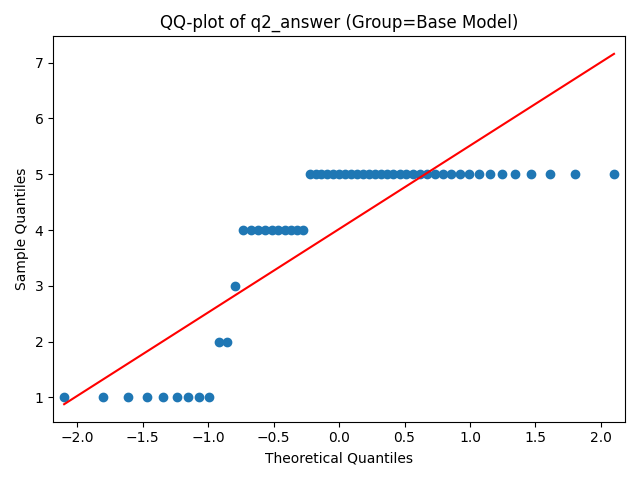 QQ-plot of q2_answer (Group=Base Model)
Sample Quantiles
7
6
5
4
3
2
1
−2.0 −1.5 −1.0 −0.5 0.0 0.5 1.0 1.5 2.0
Theoretical Quantiles